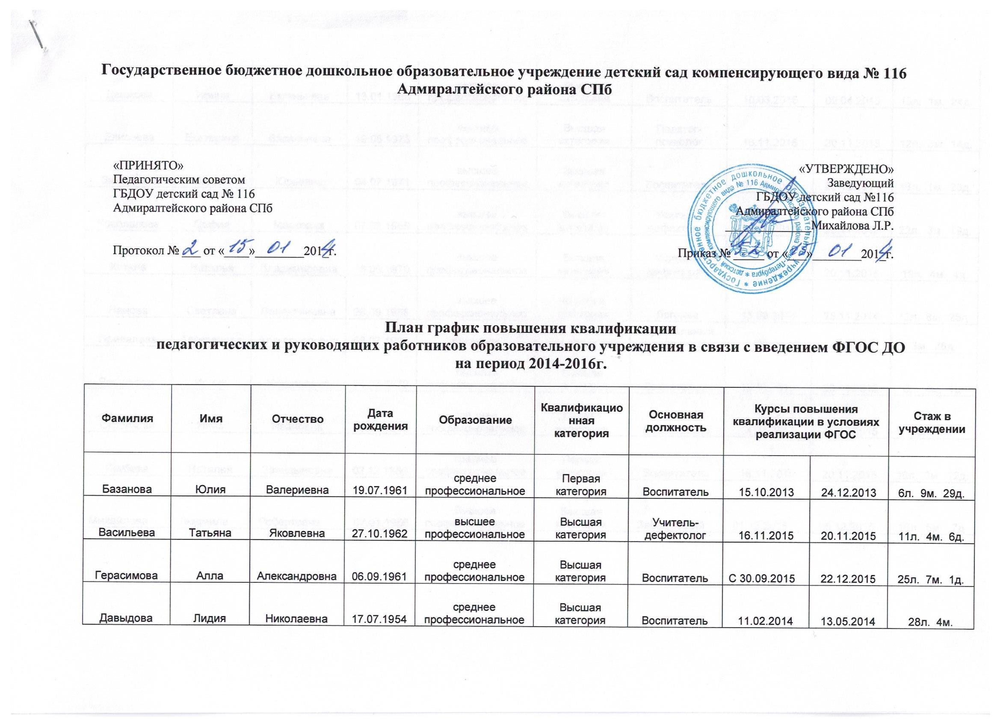 Государственное бюджетное дошкольное образовательное учреждение детский сад компенсирующего вида № 116
Адмиралтейского района СПб
«ПРИНЯТО»
Педагогическим советом
ГБДОУ детский сад № 116
Адмиралтейского района СПб
Протокол № 2 от «15» 01 2014г.
«УТВЕРЖДЕНО»
Заведующий
ГБДОУ детский сад №116
Адмиралтейского района СПб
Михайлова Л.Р.
Приказ № 5.2 от «15» 01 2014г.
Государственное бюджетное дошкольное образовательное учреждение *
детский сад компенсирующего вида № 116 Адмиралтейского района Санкт-Петербурга *
План график повышения квалификации
педагогических и руководящих работников образовательного учреждения в связи с введением ФГОС ДО
на период 2014-2016г.
Фамилия Имя Отчество Дата рождения Образование Квалификационная категория Основная должность Курсы повышения квалификации в условиях реализации ФГОС Стаж в учреждении
Базанова Юлия Валериевна 19.07.1961 среднее профессиональное Первая категория Воспитатель 15.10.2013 24.12.2013 6л. 9м. 29д.
Васильева Татьяна Яковлевна 27.10.1962 высшее профессиональное Высшая категория Учитель-дефектолог 16.11.2015 20.11.2015 11л. 4м. 6д.
Герасимова Алла Александровна 06.09.1961 среднее профессиональное Высшая категория Воспитатель С 30.09.2015 22.12.2015 25л. 7м. 1д.
Давыдова Лидия Николаевна 17.07.1954 среднее профессиональное Высшая категория Воспитатель 11.02.2014 13.05.2014 28л. 4м.